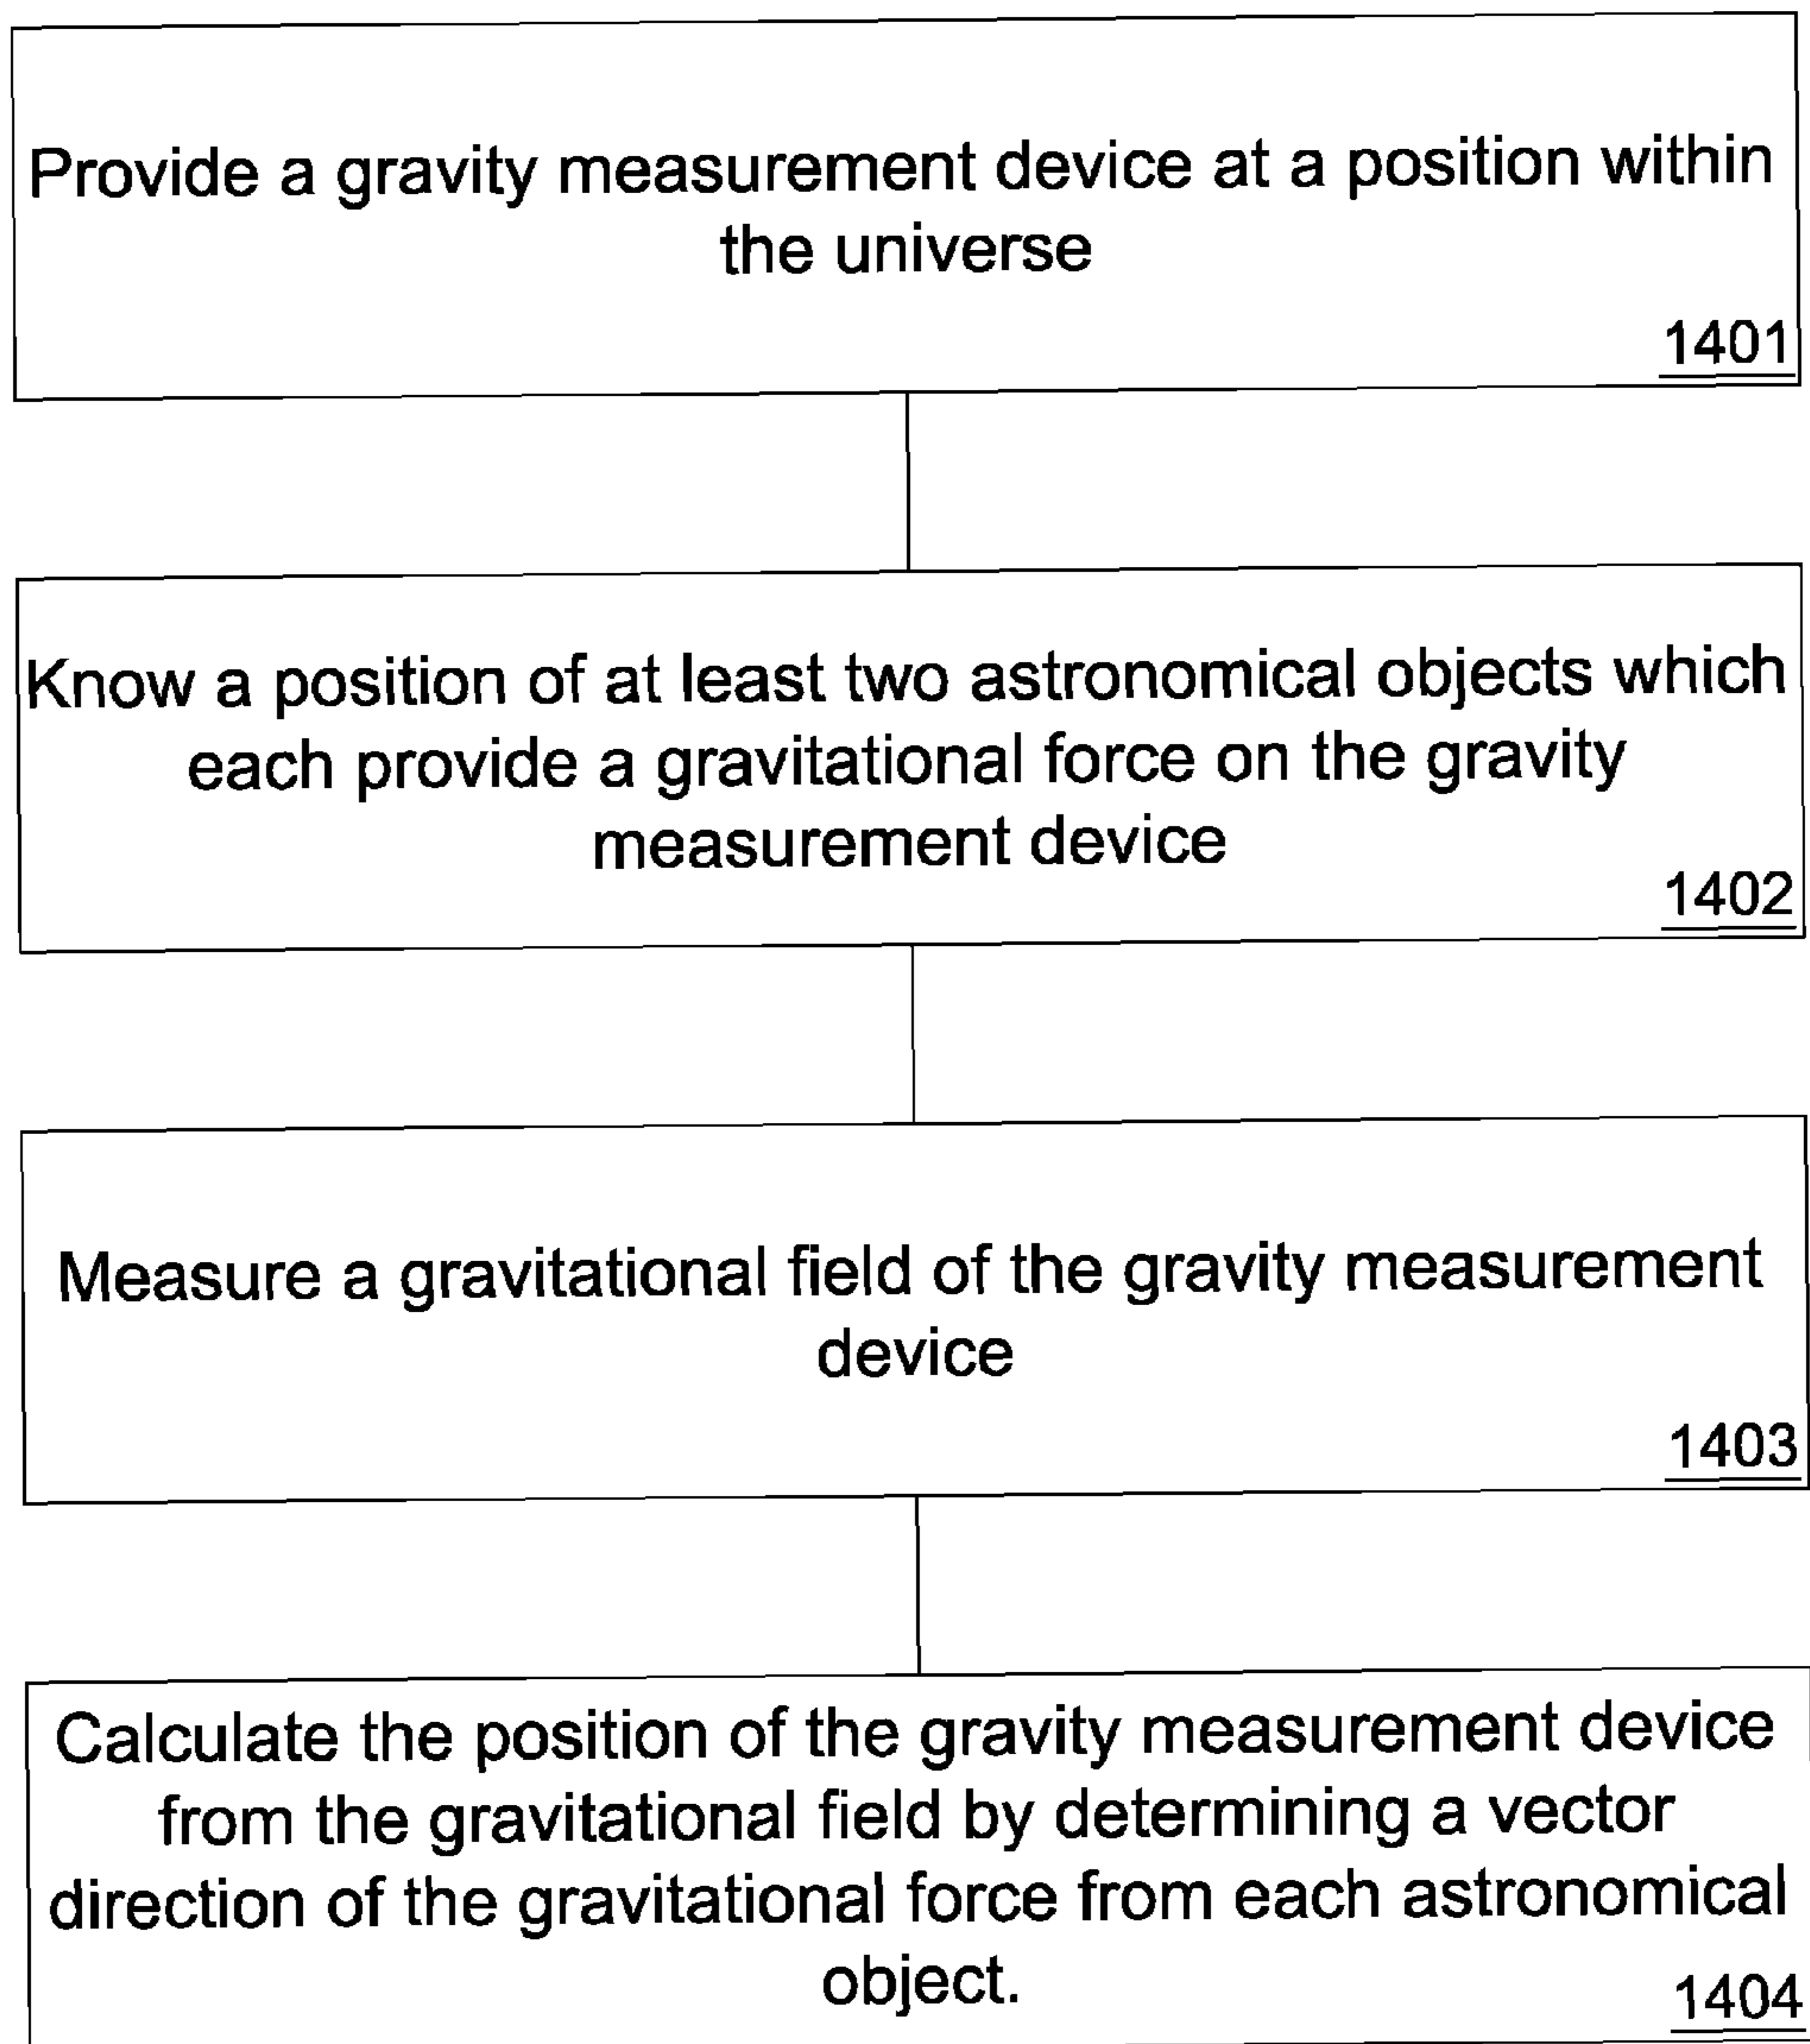 Provide a gravity measurement device at a position within
the universe
1401
Know a position of at least two astronomical objects which
each provide a gravitational force on the gravity
measurement device
1402
Measure a gravitational field of the gravity measurement
device
1403
Calculate the position of the gravity measurement device
from the gravitational field by determining a vector
direction of the gravitational force from each astronomical
object.
1404